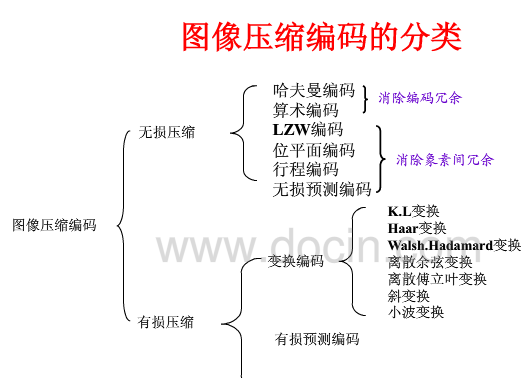 图像压缩编码的分类
哈夫曼编码
算术编码
消除编码冗余
无损压缩
LZW编码
位平面编码
行程编码
无损预测编码
消除象素间冗余
图像压缩编码
K.L变换
Haar变换
Walsh.Hadamard变换
变换编码
离散余弦变换
离散傅立叶变换
斜变换
小波变换
有损压缩
有损预测编码
www.docin.com